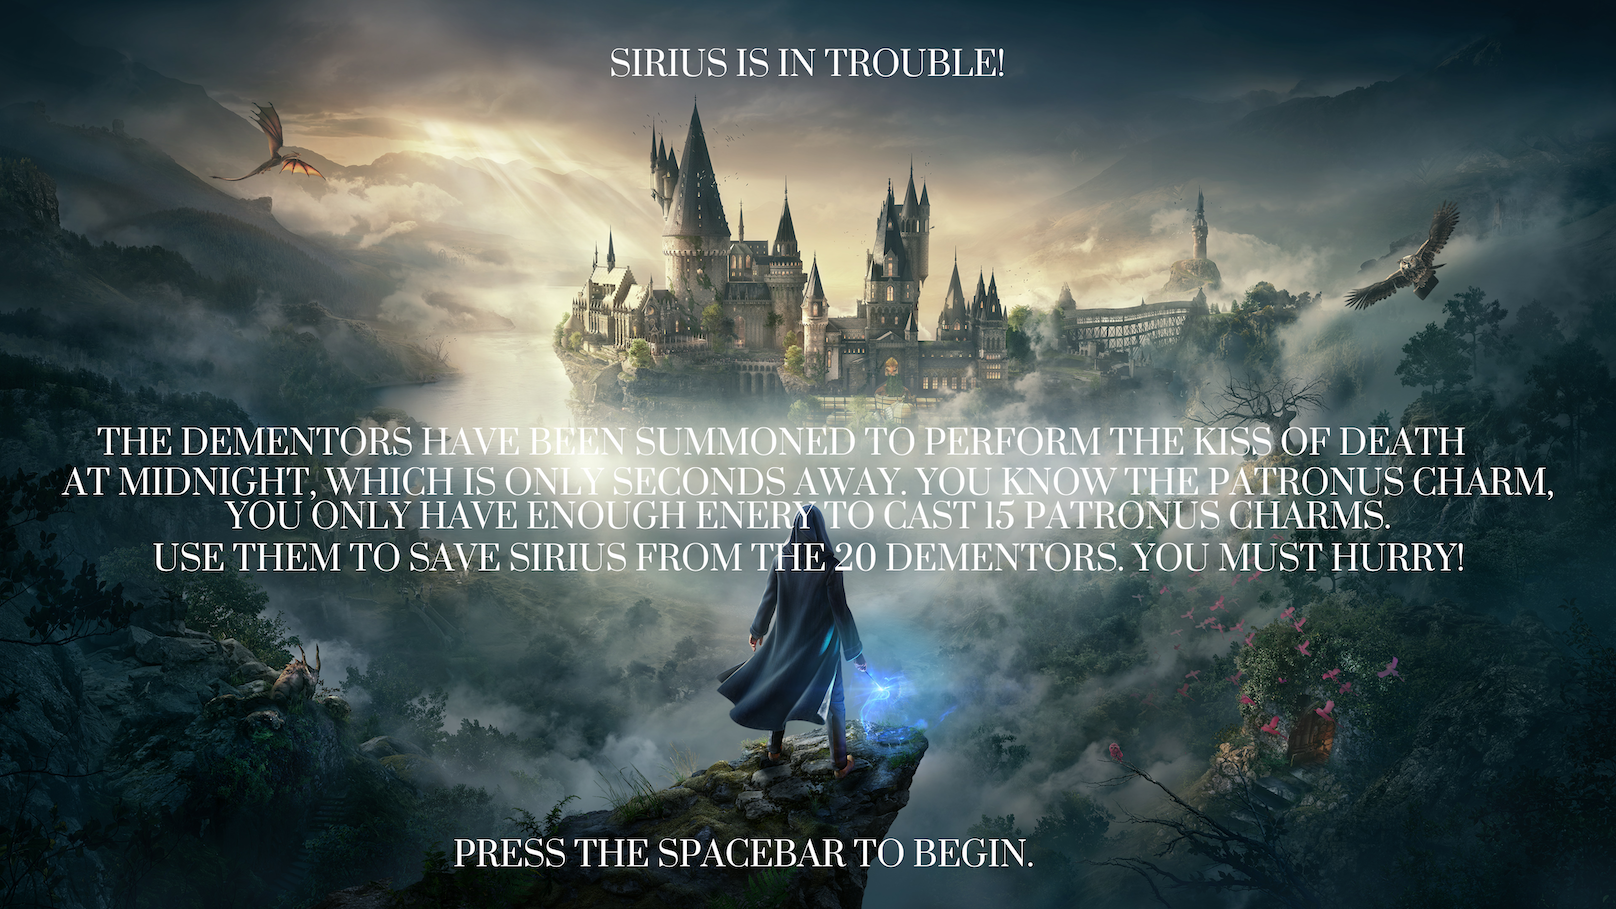 SIRIUS IS IN TROUBLE!
THE DEMENTORS HAVE BEEN SUMMONED TO PERFORM THE KISS OF DEATH
AT MIDNIGHT, WHICH IS ONLY SECONDS AWAY. YOU KNOW THE PATRONUS CHARM,
YOU ONLY HAVE ENOUGH ENERY TO CAST 15 PATRONUS CHARMS.
USE THEM TO SAVE SIRIUS FROM THE 20 DEMENTORS. YOU MUST HURRY!
PRESS THE SPACEBAR TO BEGIN.